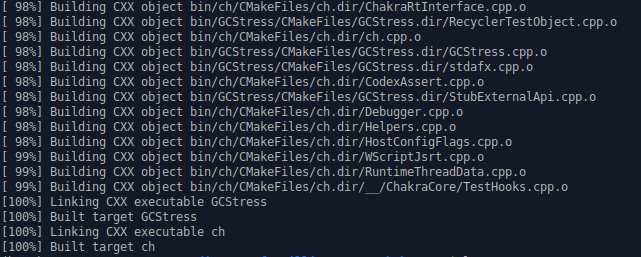 [ 98%] Building CXX object bin/ch/CMakeFiles/ch.dir/ChakraRtInterface.cpp.o
[ 98%] Building CXX object bin/GCStress/CMakeFiles/GCStress.dir/RecyclerTestObject.cpp.o
[ 98%] Building CXX object bin/ch/CMakeFiles/ch.dir/ch.cpp.o
[ 98%] Building CXX object bin/GCStress/CMakeFiles/GCStress.dir/GCStress.cpp.o
[ 98%] Building CXX object bin/GCStress/CMakeFiles/GCStress.dir/stdafx.cpp.o
[ 98%] Building CXX object bin/ch/CMakeFiles/ch.dir/CodexAssert.cpp.o
[ 98%] Building CXX object bin/GCStress/CMakeFiles/GCStress.dir/StubExternalApi.cpp.o
[ 98%] Building CXX object bin/ch/CMakeFiles/ch.dir/Debugger.cpp.o
[ 98%] Building CXX object bin/ch/CMakeFiles/ch.dir/Helpers.cpp.o
[ 98%] Building CXX object bin/ch/CMakeFiles/ch.dir/HostConfigFlags.cpp.o
[ 99%] Building CXX object bin/ch/CMakeFiles/ch.dir/WScriptJsrt.cpp.o
[ 99%] Building CXX object bin/ch/CMakeFiles/ch.dir/RuntimeThreadData.cpp.o
[ 99%] Building CXX object bin/ch/CMakeFiles/ch.dir/__/ChakraCore/TestHooks.cpp.o
[100%] Linking CXX executable GCStress
[100%] Built target GCStress
[100%] Linking CXX executable ch
[100%] Built target ch